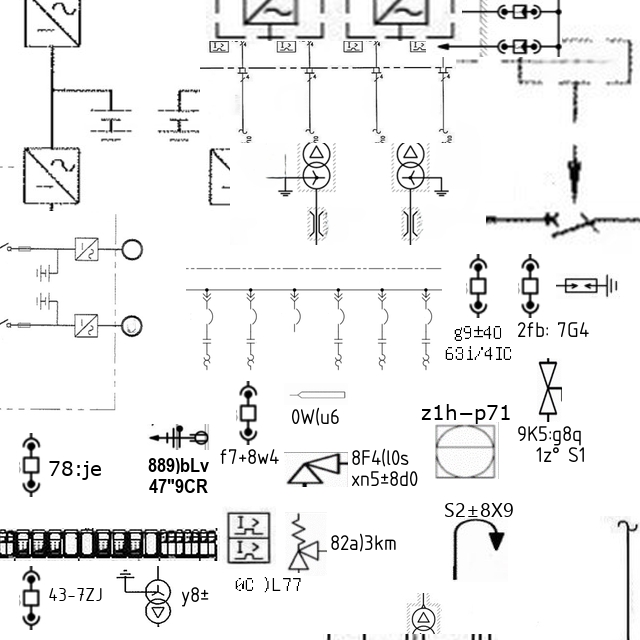 g9±40
63i/4IC
2fb: 7G4
0W(u6
z1h-p71
9K5:g8q
1z° S1
f7+8w4
78:je
889)bLv
47"9CR
8F4(l0s
xn5±8d0
S2±8X9
82a)3km
0C )L77
43-7ZJ
y8±